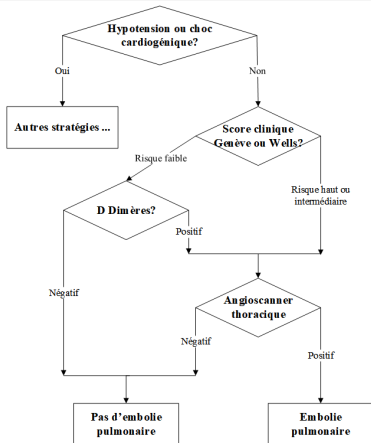 Hypotension ou choc
cardiogénique?
Oui
Non
Autres stratégies ...
Score clinique
Genève ou Wells?
Risque faible
Risque haut ou
intermédiaire
D Dimères?
Positif
Négatif
Angioscanner
thoracique
Négatif
Positif
Pas d'embolie
pulmonaire
Embolie
pulmonaire